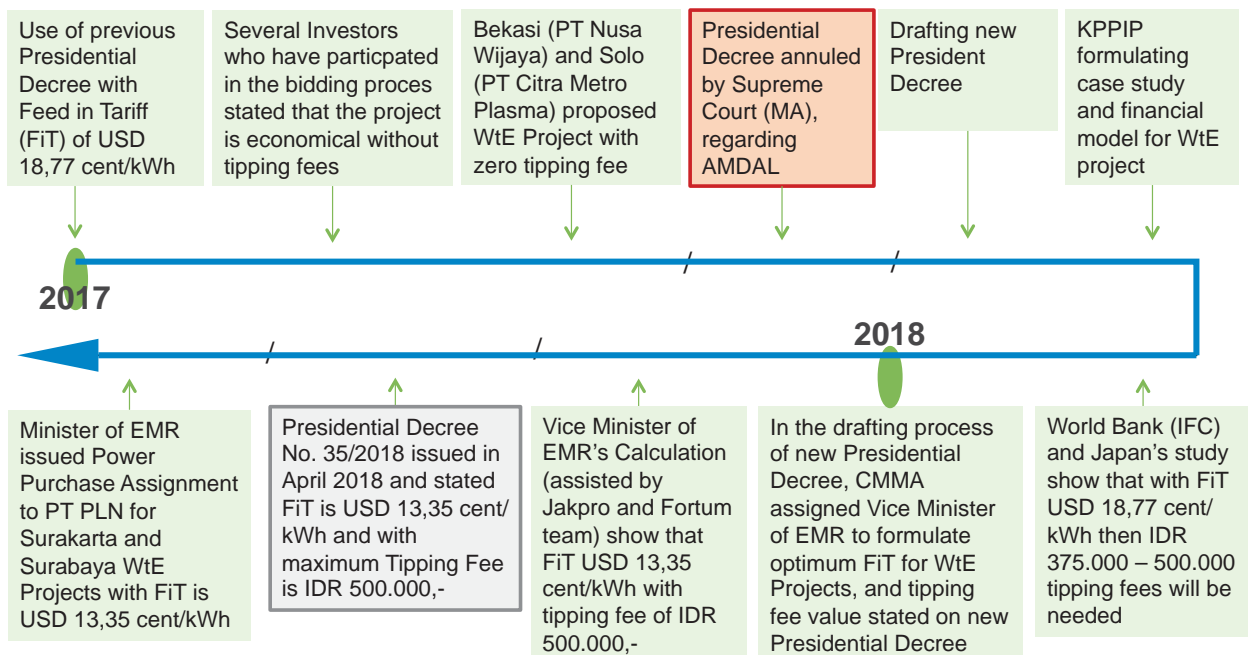 Use of previous
Presidential
Decree with
Feed in Tariff
(FiT) of USD
18,77 cent/kWh
Several Investors
who have particpated
in the bidding proces
stated that the project
is economical without
tipping fees
Bekasi (PT Nusa
Wijaya) and Solo
(PT Citra Metro
Plasma) proposed
WtE Project with
zero tipping fee
Presidential
Decree annuled
by Supreme
Court (MA),
regarding
AMDAL
Drafting new
President
Decree
KPPIP
formulating
case study
and financial
model for WtE
project
2017
2018
Minister of EMR
issued Power
Purchase Assignment
to PT PLN for
Surakarta and
Surabaya WtE
Projects with FiT is
USD 13,35 cent/kWh
Presidential Decree
No. 35/2018 issued in
April 2018 and stated
FiT is USD 13,35 cent/
kWh and with
maximum Tipping Fee
is IDR 500.000,-
Vice Minister of
EMR's Calculation
(assisted by
Jakpro and Fortum
team) show that
FiT USD 13,35
cent/kWh with
tipping fee of IDR
500.000,-
In the drafting process
of new Presidential
Decree, CMMA
assigned Vice Minister
of EMR to formulate
optimum FiT for WtE
Projects, and tipping
fee value stated on new
Presidential Decree
World Bank (IFC)
and Japan's study
show that with FiT
USD 18,77 cent/
kWh then IDR
375.000 – 500.000
tipping fees will be
needed